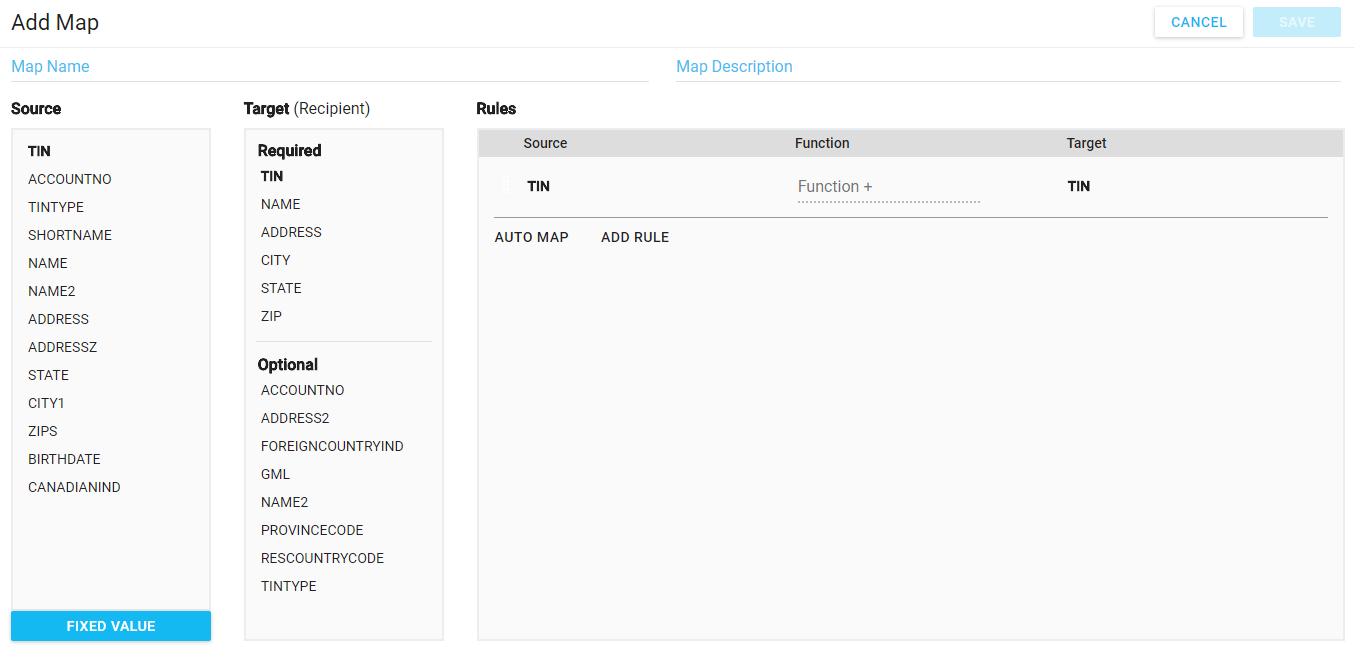 Add Map
CANCEL
SAVE
Map Name
Map Description
Source
Target (Recipient)
Rules
TIN
ACCOUNTNO
TINTYPE
SHORTNAME
NAME
NAME2
ADDRESS
ADDRESSZ
STATE
CITY1
ZIPS
BIRTHDATE
CANADIANIND
FIXED VALUE
Required
TIN
NAME
ADDRESS
CITY
STATE
ZIP
Optional
ACCOUNTNO
ADDRESS2
FOREIGNCOUNTRYIND
GML
NAME2
PROVINCECODE
RESCOUNTRYCODE
TINTYPE
Source Function Target
TIN Function + TIN
AUTO MAP ADD RULE